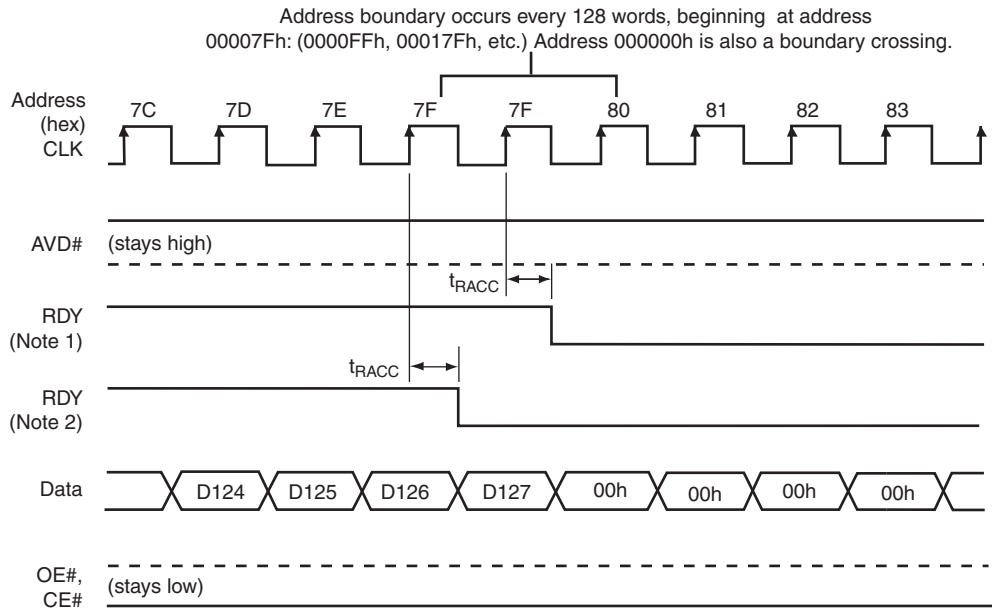 Address boundary occurs every 128 words, beginning at address
00007Fh: (0000FFh, 00017Fh, etc.) Address 000000h is also a boundary crossing.
Address
(hex)
CLK
7C 7D 7E 7F 7F 80 81 82 83
AVD# (stays high)
tRACC
RDY
(Note 1)
tRACC
RDY
(Note 2)
Data D124 D125 D126 D127 00h 00h 00h 00h
OE#,
CE# (stays low)